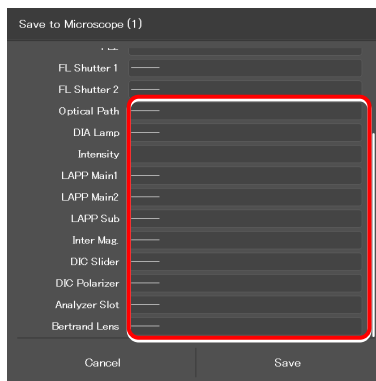 Save to Microscope (1)
FL Shutter 1
FL Shutter 2
Optical Path
DIA Lamp
Intensity
LAPP Main1
LAPP Main2
LAPP Sub
Inter Mag.
DIC Slider
DIC Polarizer
Analyzer Slot
Bertrand Lens
Cancel
Save